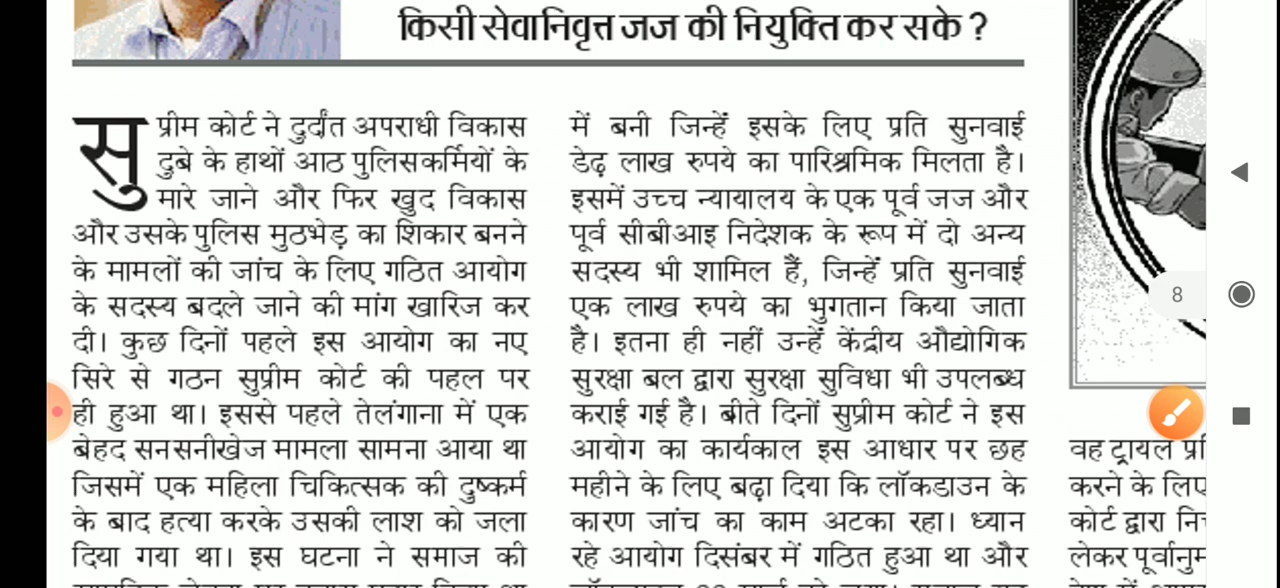 किसी सेवानिवृत्त जज की नियुक्ति कर सके ?
सुप्रीम कोर्ट ने दुर्दांत अपराधी विकास
दुबे के हाथों आठ पुलिसकर्मियों के
मारे जाने और फिर खुद विकास
और उसके पुलिस मुठभेड़ का शिकार बनने
के मामलों की जांच के लिए गठित आयोग
के सदस्य बदले जाने की मांग खारिज कर
दी। कुछ दिनों पहले इस आयोग का नए
सिरे से गठन सुप्रीम कोर्ट की पहल पर
ही हुआ था। इससे पहले तेलंगाना में एक
बेहद सनसनीखेज मामला सामना आया था
जिसमें एक महिला चिकित्सक की दुष्कर्म
के बाद हत्या करके उसकी लाश को जला
दिया गया था। इस घटना ने समाज की
में बनी जिन्हें इसके लिए प्रति सुनवाई
डेढ़ लाख रुपये का पारिश्रमिक मिलता है।
इसमें उच्च न्यायालय के एक पूर्व जज और
पूर्व सीबीआइ निदेशक के रूप में दो अन्य
सदस्य भी शामिल हैं, जिन्हें प्रति सुनवाई
एक लाख रुपये का भुगतान किया जाता
है। इतना ही नहीं उन्हें केंद्रीय औद्योगिक
सुरक्षा बल द्वारा सुरक्षा सुविधा भी उपलब्ध
कराई गई है। बीते दिनों सुप्रीम कोर्ट ने इस
आयोग का कार्यकाल इस आधार पर छह
महीने के लिए बढ़ा दिया कि लॉकडाउन के
कारण जांच का काम अटका रहा। ध्यान
रहे आयोग दिसंबर में गठित हुआ था और
वह ट्रायल
करने के लिए
कोर्ट द्वारा
लेकर
8